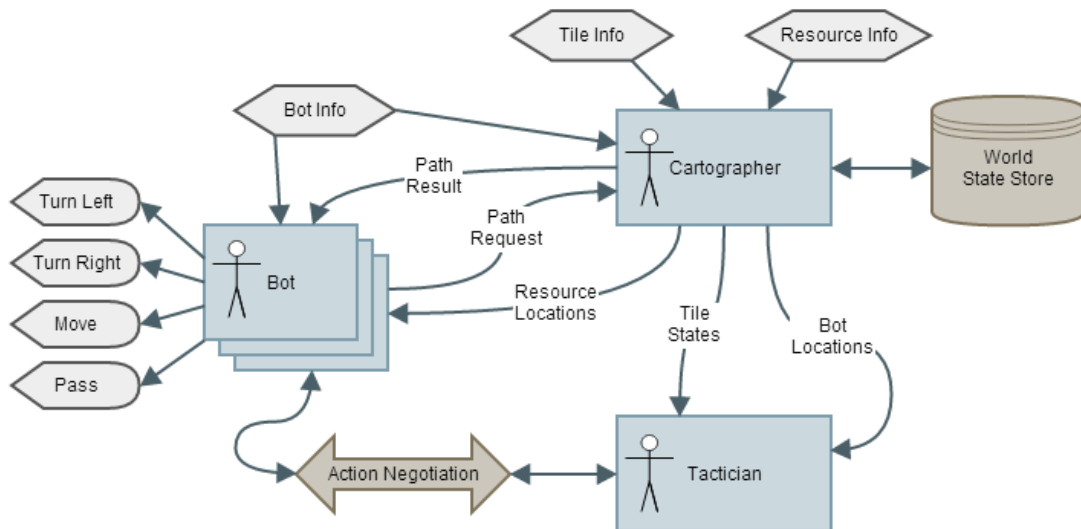 Tile Info
Resource Info
Bot Info
Cartographer
World
State Store
Path
Result
Turn Left
Path
Request
Turn Right
Bot
Resource
Locations
Move
Tile
States
Bot
Locations
Pass
Action Negotiation
Tactician